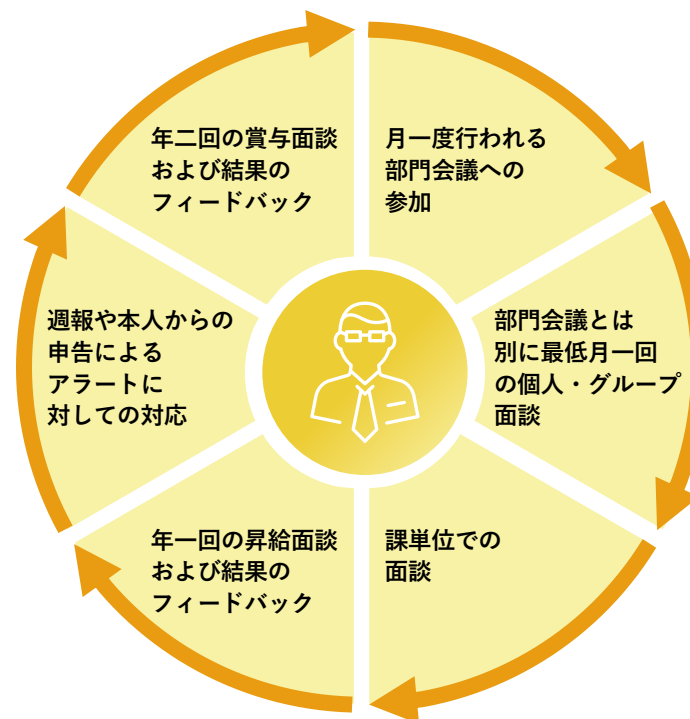 月一度行われる
部門会議への
参加
部門会議とは
別に最低月一回
の個人・グループ
面談
課単位での
面談
年一回の昇給面談
および結果の
フィードバック
週報や本人からの
申告による
アラートに
対しての対応
年二回の賞与面談
および結果の
フィードバック